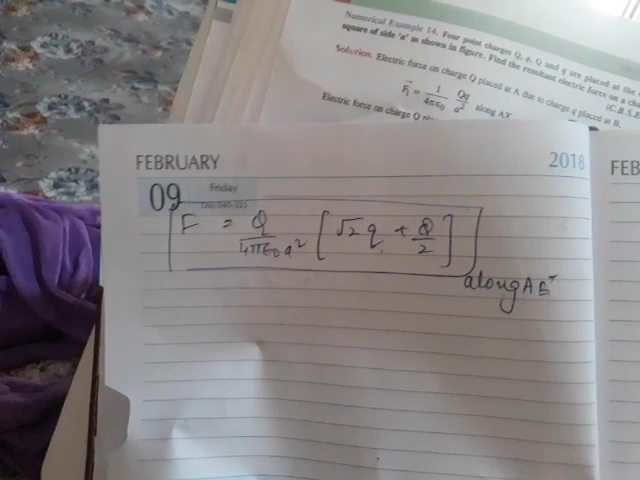 Numerical Example 14. Four point charges Q, q, Q and q are placed at the
square of side 'a' as shown in figure. Find the resultant electric force on a
Solution. Electric force on charge Q placed at A due to charge q placed at B.
F₁ = 1/4πε₀ Qq/a² along AX
(C.B.S.E
Electric force on charge Q
FEBRUARY
2018
FEB
09
Friday
F = Q/4πε₀a² [√2q + Q/2]
along AE